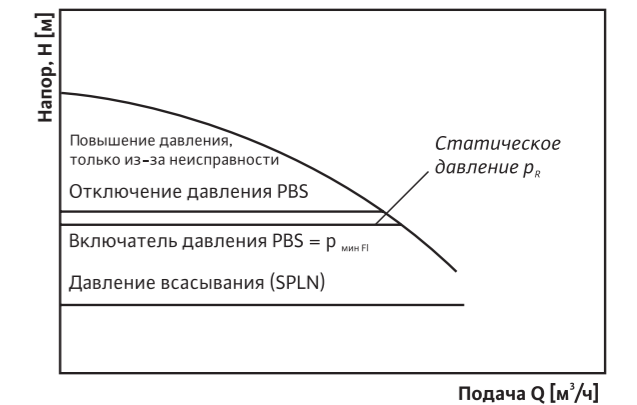 Напор, H [м]
Повышение давления,
только из-за неисправности
Отключение давления PBS
Статическое
давление pR
Включатель давления PBS = p мин Fl
Давление всасывания (SPLN)
Подача Q [м³/ч]